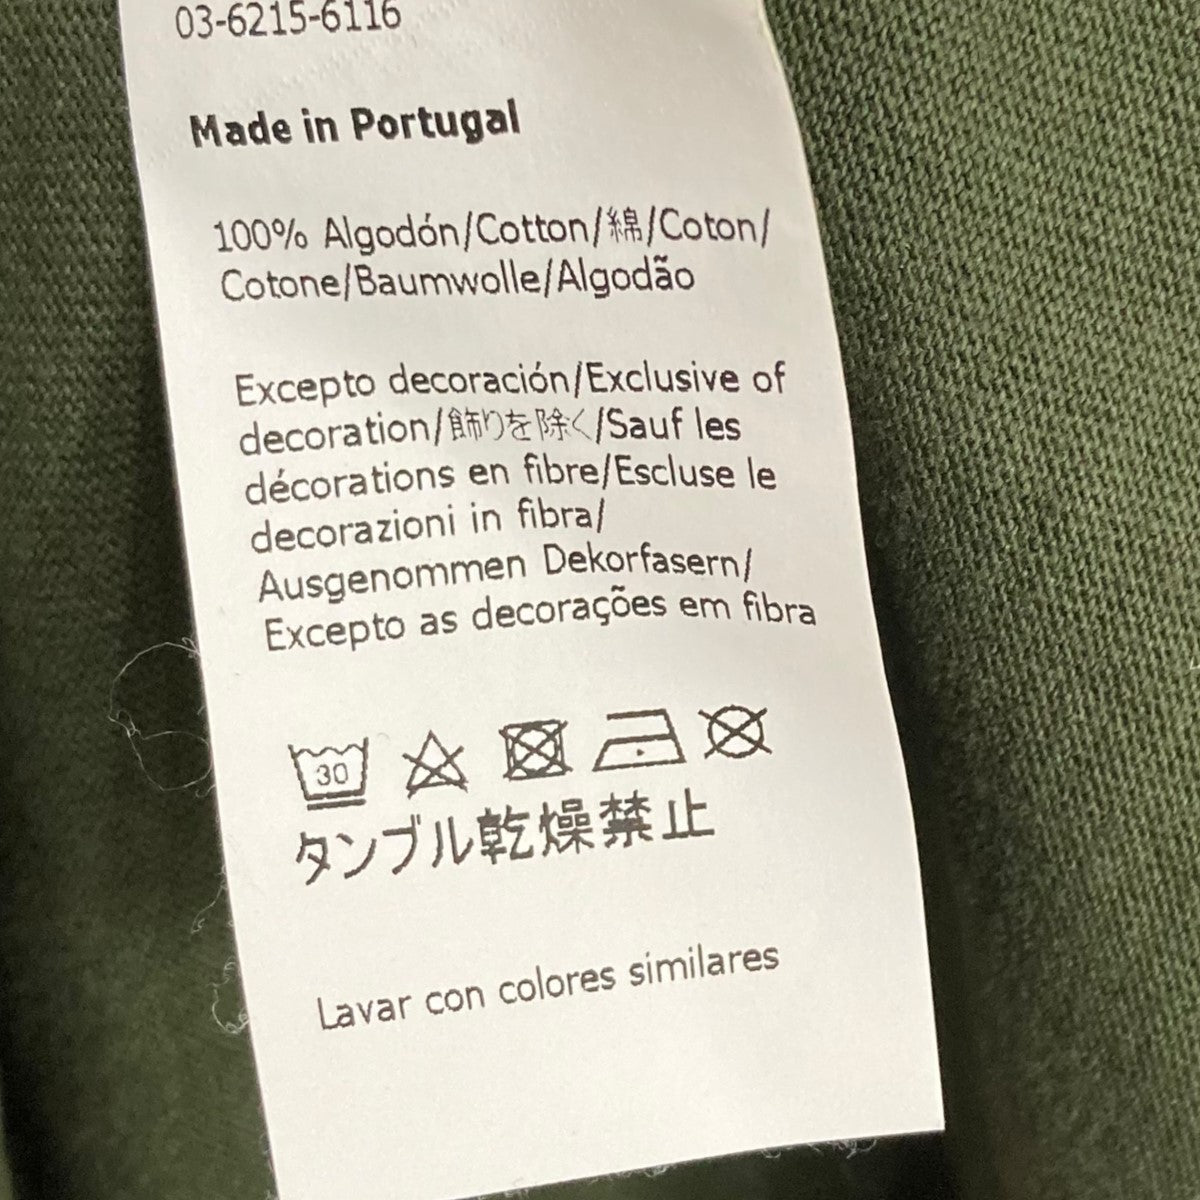 03-6215-6116
Made in Portugal
100% Algodón/Cotton/綿/Coton/
Cotone/Baumwolle/Algodão
Excepto decoración/Exclusive of
decoration/飾りを除く/Sauf les
décorations en fibre/Escluse le
decorazioni in fibra/
Ausgenommen Dekorfasern/
Excepto as decorações em fibra
30
タンブル乾燥禁止
Lavar con colores similares